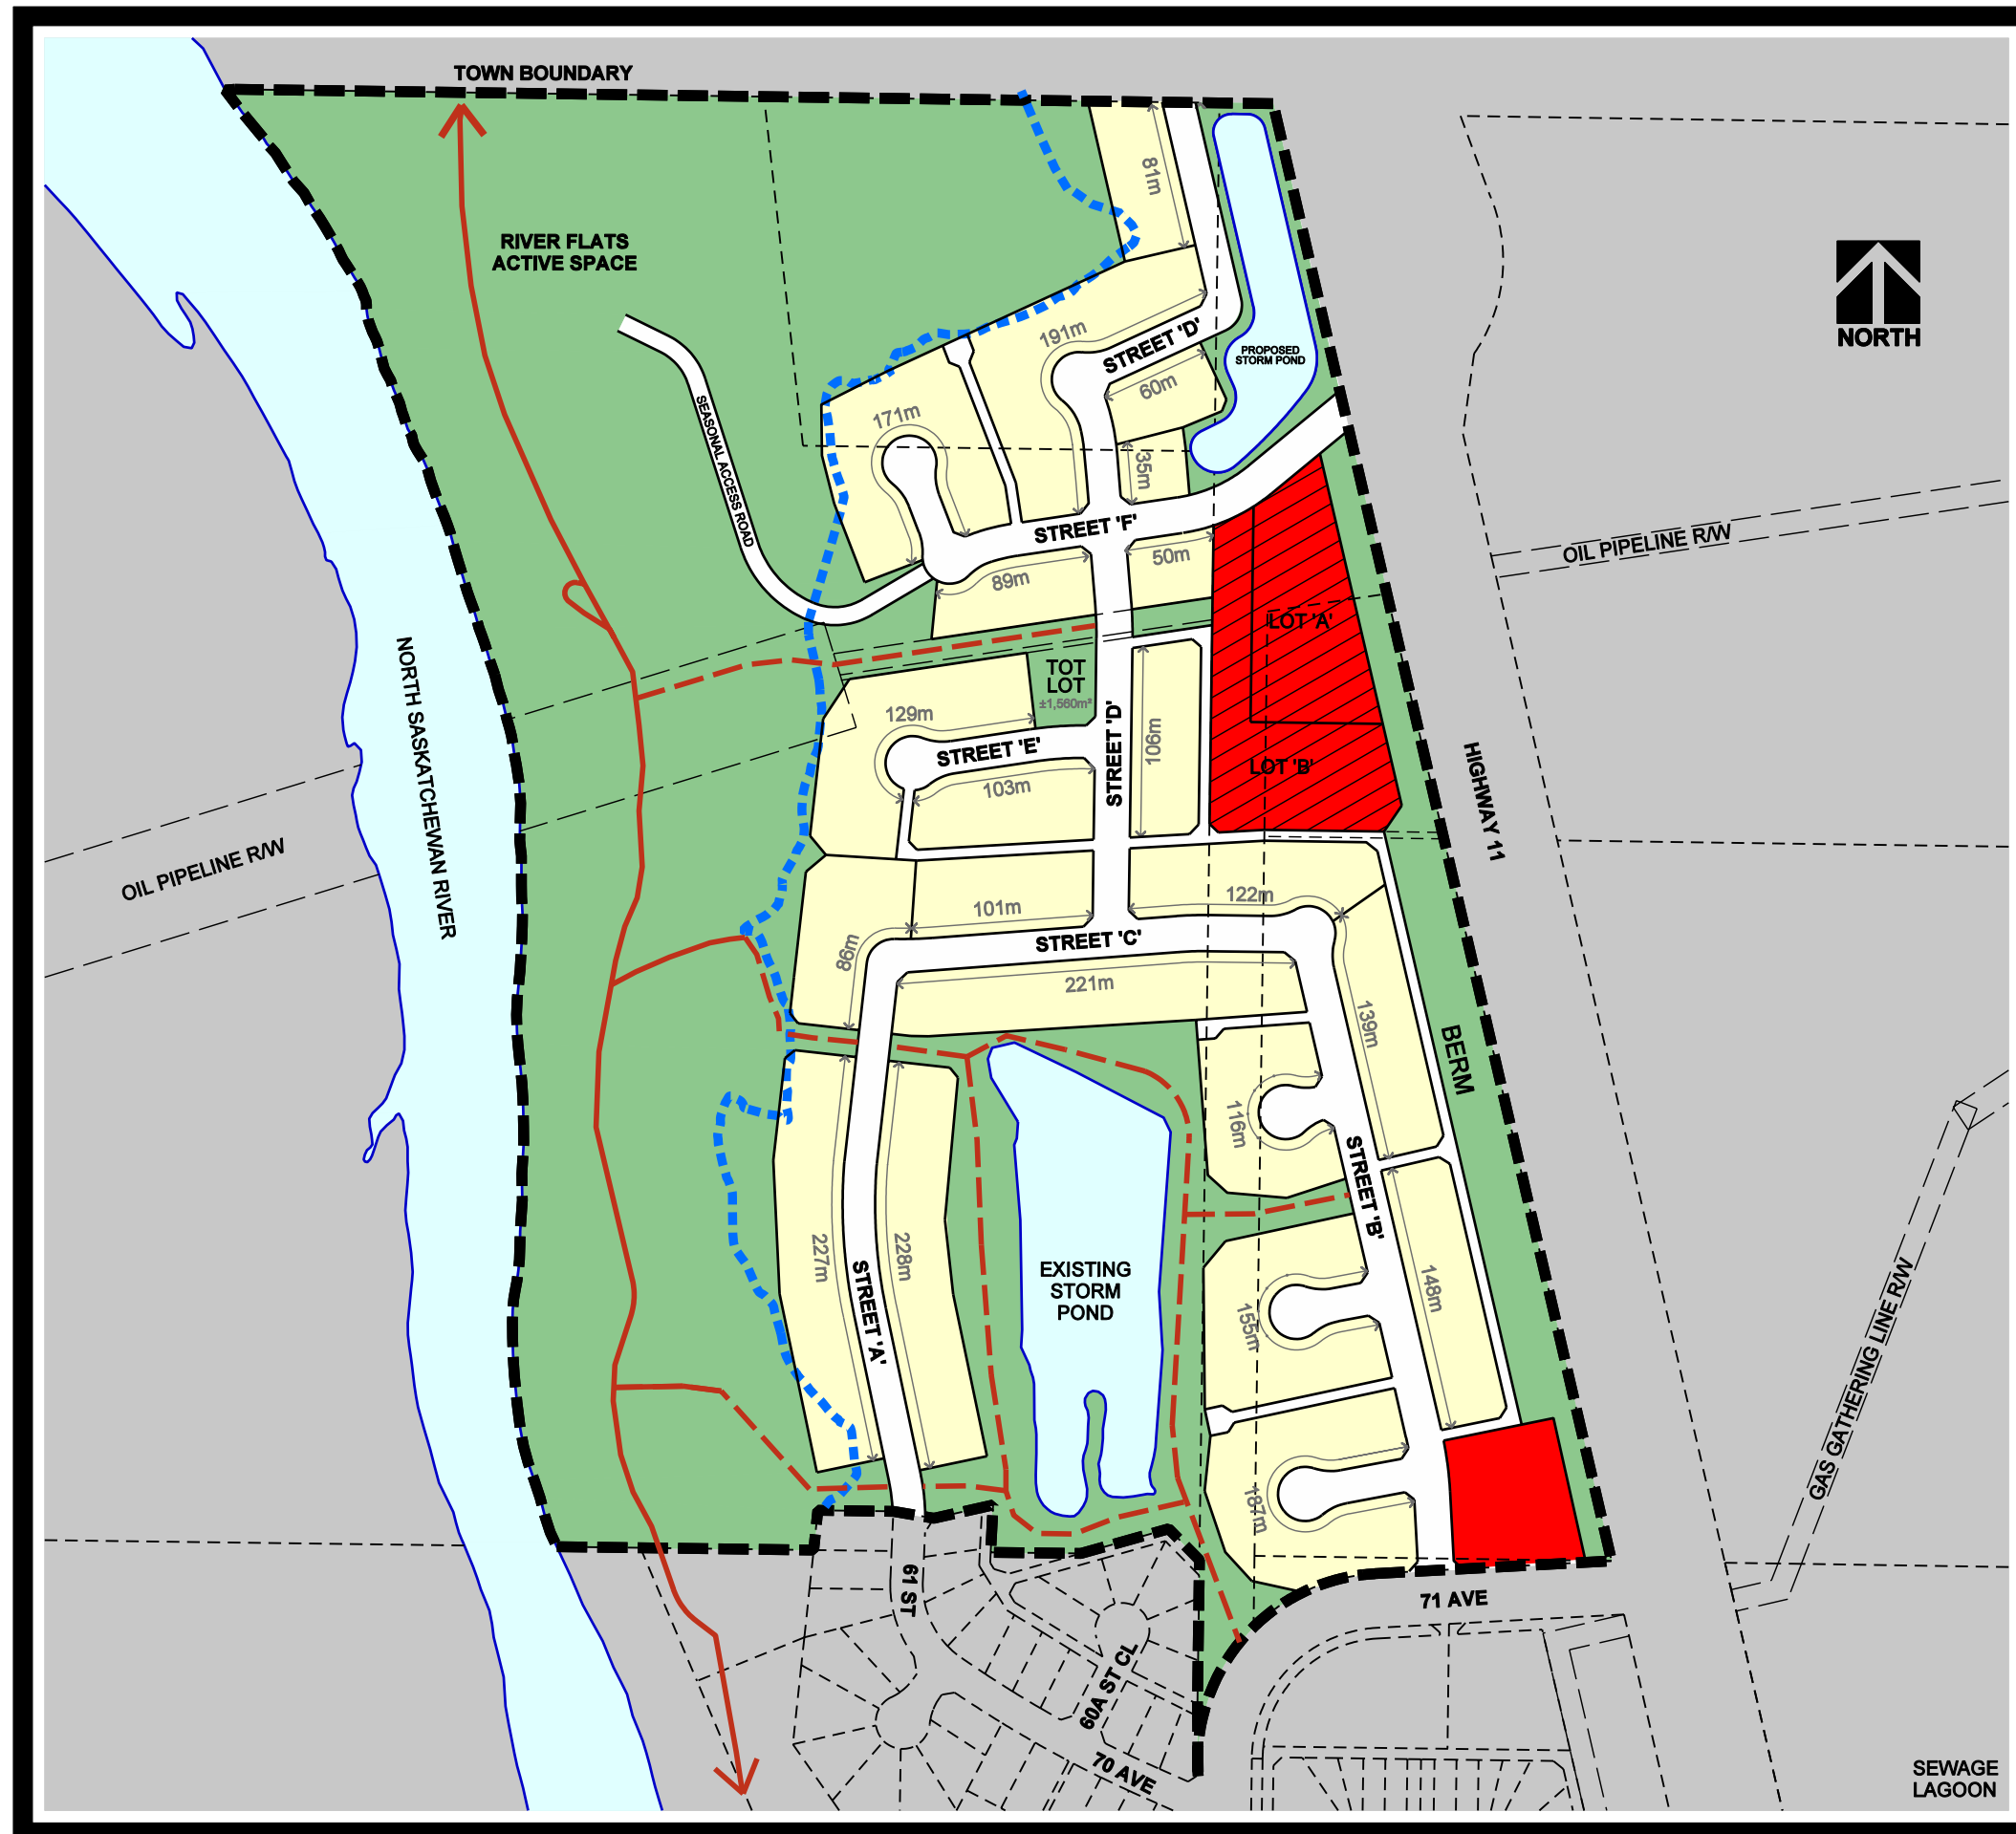 TOWN BOUNDARY
81m
RIVER FLATS
ACTIVE SPACE
NORTH
191m
STREET 'D'
PROPOSED
STORM POND
60m
171m
SEASONAL ACCESS ROAD
35m
STREET 'F'
50m
89m
OIL PIPELINE R/W
LOT 'A'
NORTH SASKATCHEWAN RIVER
TOT
LOT
±1,560m²
129m
STREET 'E'
STREET 'D'
106m
103m
LOT 'B'
HIGHWAY 11
OIL PIPELINE R/W
122m
101m
86m
STREET 'C'
221m
139m
BERM
116m
STREET 'B'
227m
228m
STREET 'A'
EXISTING
STORM
POND
155m
148m
GAS GATHERING LINE R/W
187m
61 ST
71 AVE
60A ST CL
70 AVE
SEWAGE
LAGOON